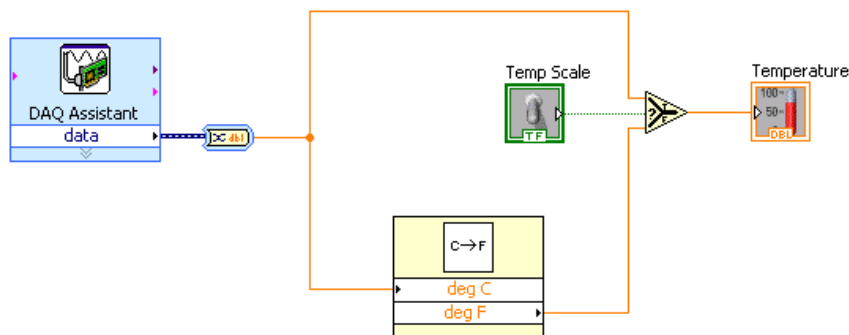 DAQ Assistant
data
dbl
Temp Scale
TF
?
T
F
Temperature
100
50
DBL
C→F
deg C
deg F